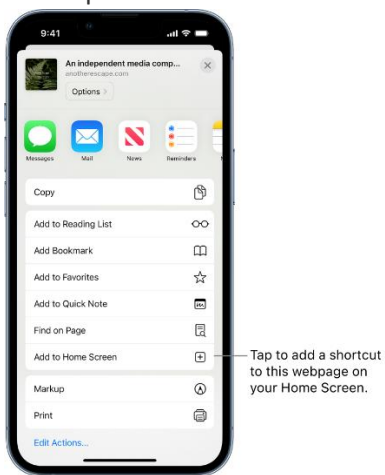 9:41
An independent media comp...
anotherescape.com
Options
Messages
Mail
News
Reminders
Copy
Add to Reading List
Add Bookmark
Add to Favorites
Add to Quick Note
Find on Page
Add to Home Screen
Tap to add a shortcut
to this webpage on
your Home Screen.
Markup
Print
Edit Actions...